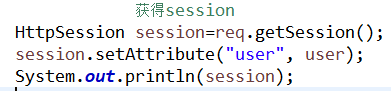 获得session
HttpSession session=req.getSession();
session.setAttribute("user", user);
System.out.println(session);